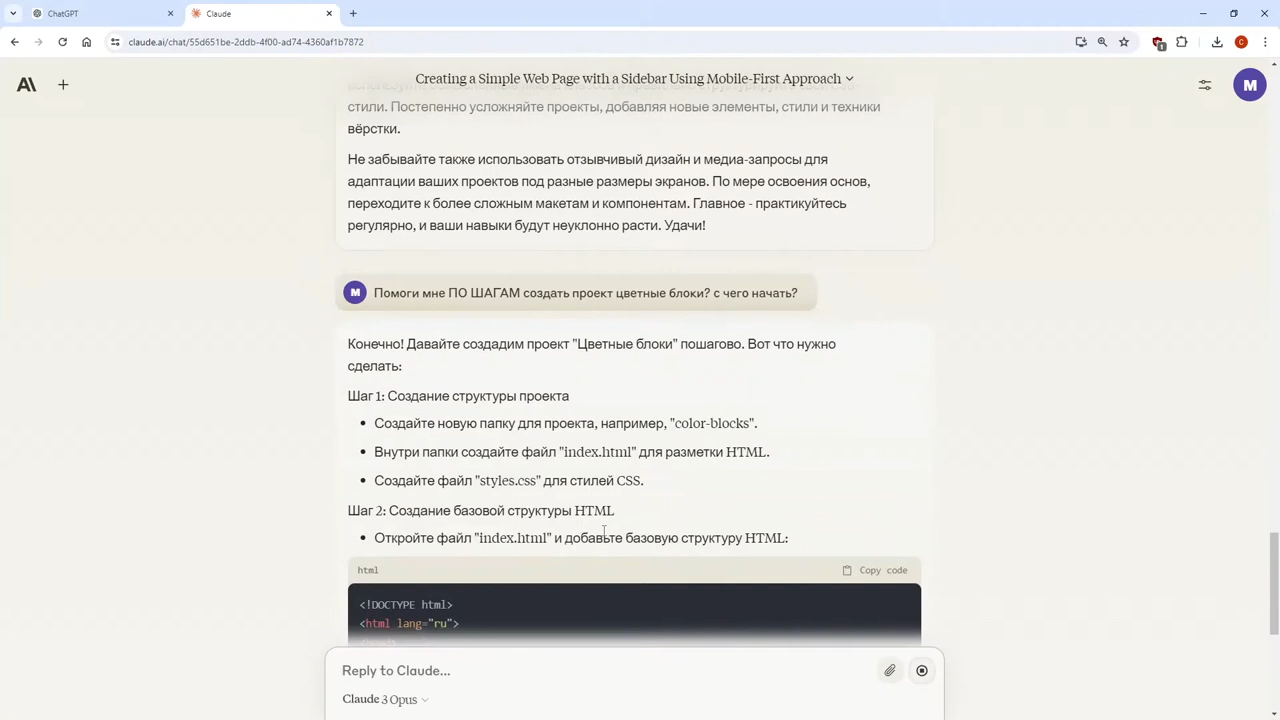 ChatGPT
Claude
claude.ai/chat/55d651be-2ddb-4f00-ad74-4360af1b7872
1
C
A\
Creating a Simple Web Page with a Sidebar Using Mobile-First Approach
M
стили. Постепенно усложняйте проекты, добавляя новые элементы, стили и техники
вёрстки.
Не забывайте также использовать отзывчивый дизайн и медиа-запросы для
адаптации ваших проектов под разные размеры экранов. По мере освоения основ,
переходите к более сложным макетам и компонентам. Главное - практикуйтесь
регулярно, и ваши навыки будут неуклонно расти. Удачи!
M Помоги мне ПО ШАГАМ создать проект цветные блоки? с чего начать?
Конечно! Давайте создадим проект "Цветные блоки" пошагово. Вот что нужно
сделать:
Шаг 1: Создание структуры проекта
• Создайте новую папку для проекта, например, "color-blocks".
• Внутри папки создайте файл "index.html" для разметки HTML.
• Создайте файл "styles.css" для стилей CSS.
Шаг 2: Создание базовой структуры HTML
• Откройте файл "index.html" и добавьте базовую структуру HTML:
html
Copy code
<!DOCTYPE html>
<html lang="ru">
Reply to Claude...
Claude 3 Opus